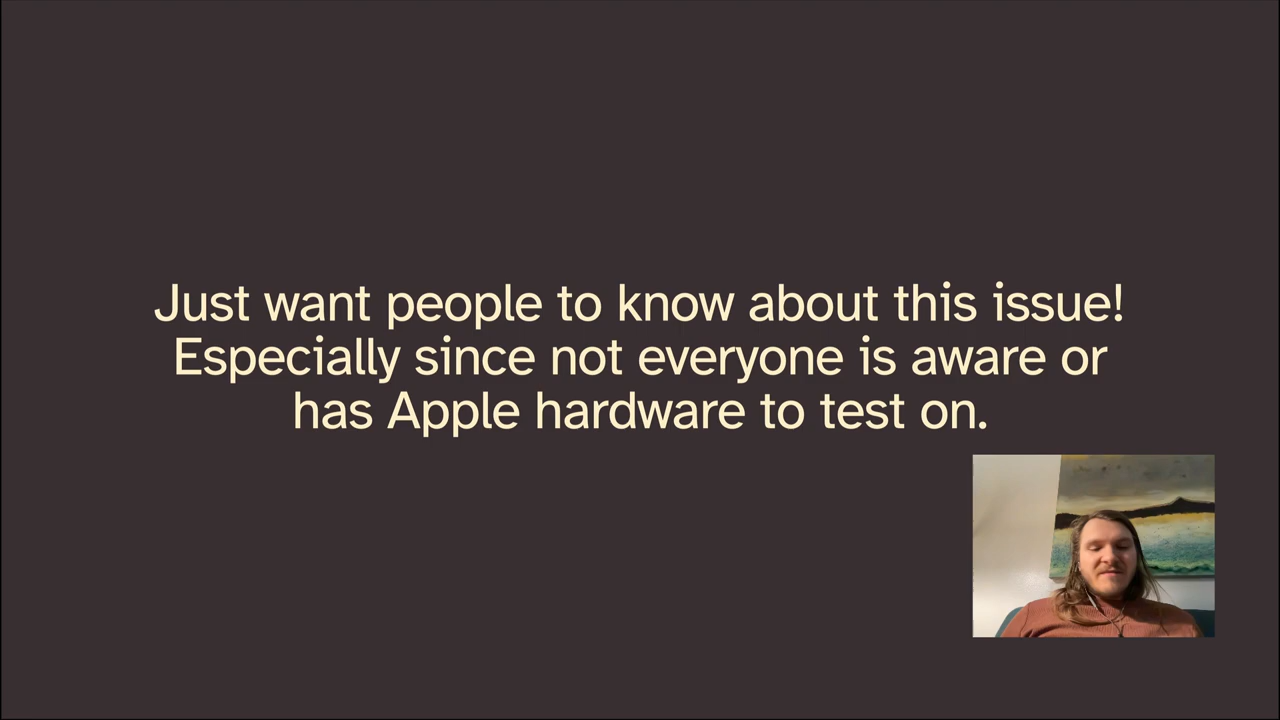 Just want people to know about this issue!
Especially since not everyone is aware or
has Apple hardware to test on.